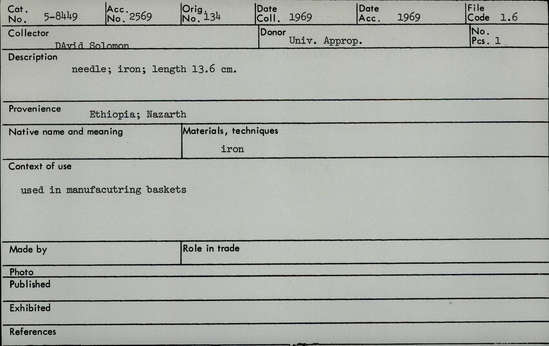 Cat. No. 5-8449 Acc. No. 2569 Orig. No. 134 Date Coll. 1969 Date Acc. 1969 File Code 1.6
Collector DAvid Solomon Donor Univ. Approp. No. Pcs. 1
Description needle; iron; length 13.6 cm.
Provenience Ethiopia; Nazarth
Native name and meaning Materials, techniques
iron
Context of use
used in manufacutring baskets
Made by Role in trade
Photo
Published
Exhibited
References